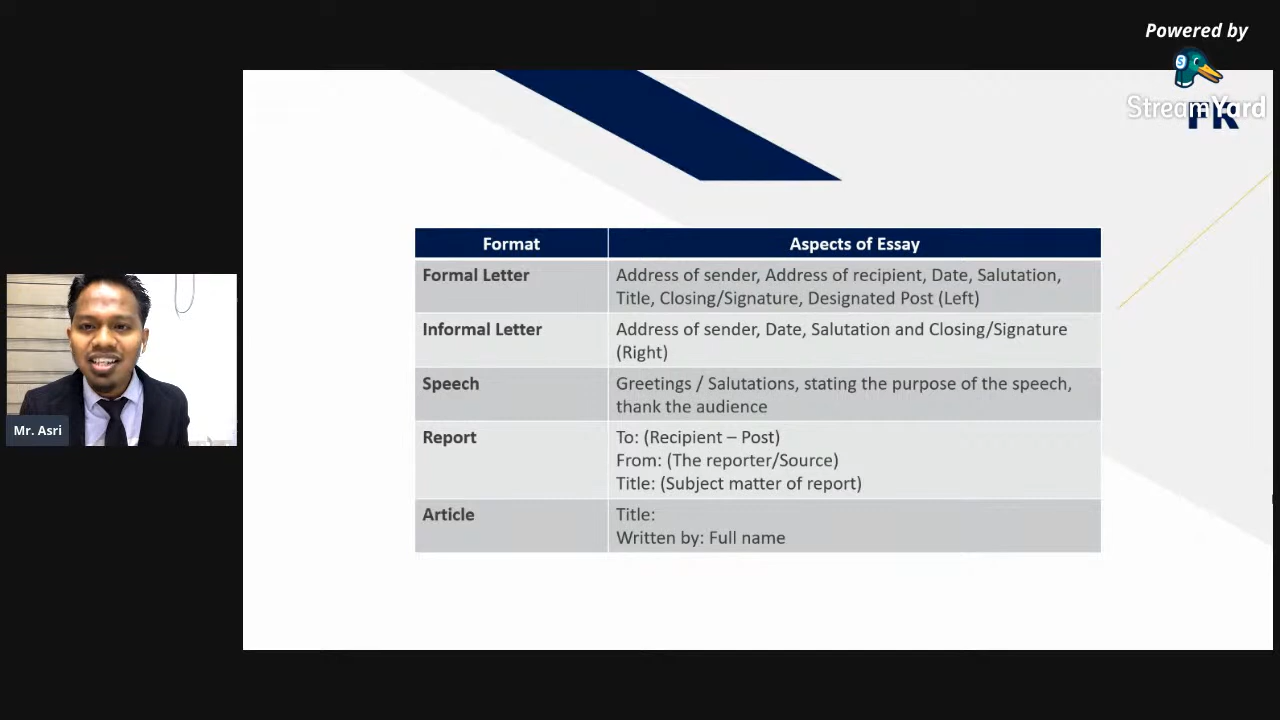 Powered by
StreamYard
FK
Format Aspects of Essay
Formal Letter Address of sender, Address of recipient, Date, Salutation,
Title, Closing/Signature, Designated Post (Left)
Informal Letter Address of sender, Date, Salutation and Closing/Signature
(Right)
Speech Greetings / Salutations, stating the purpose of the speech,
thank the audience
Report To: (Recipient – Post)
From: (The reporter/Source)
Title: (Subject matter of report)
Article Title:
Written by: Full name
Mr. Asri